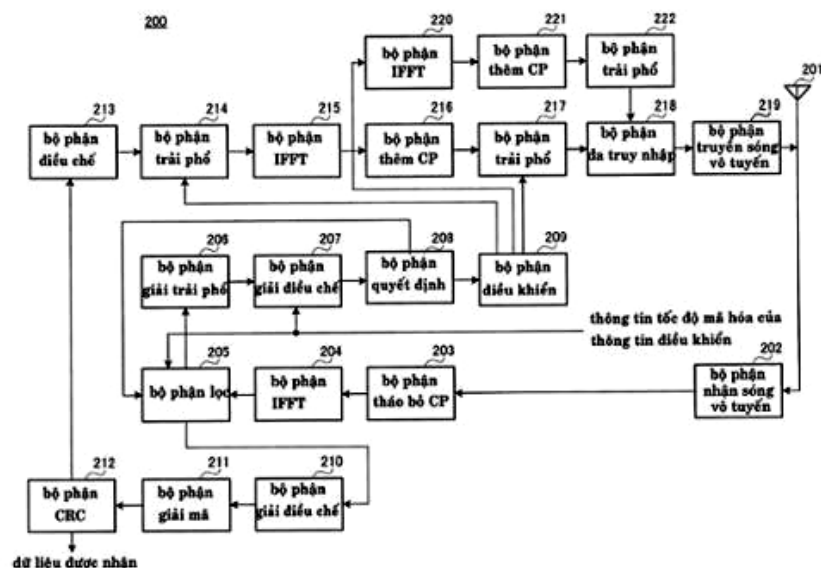 200
220
221
222
201
bộ phận
IFFT
bộ phận
thêm CP
bộ phận
trải phổ
213
214
215
216
217
218
219
bộ phận
điều chế
bộ phận
trải phổ
bộ phận
IFFT
bộ phận
thêm CP
bộ phận
trải phổ
bộ phận
đa truy nhập
bộ phận
truyền sóng
vô tuyến
206
207
208
209
bộ phận
giải trải phổ
bộ phận
giải điều chế
bộ phận
quyết định
bộ phận
điều khiển
thông tin tốc độ mã hóa của
thông tin điều khiển
205
204
203
202
bộ phận lọc
bộ phận
IFFT
bộ phận
tháo bỏ CP
bộ phận
nhận sóng
vô tuyến
212
211
210
bộ phận
CRC
bộ phận
giải mã
bộ phận
giải điều chế
dữ liệu được nhận